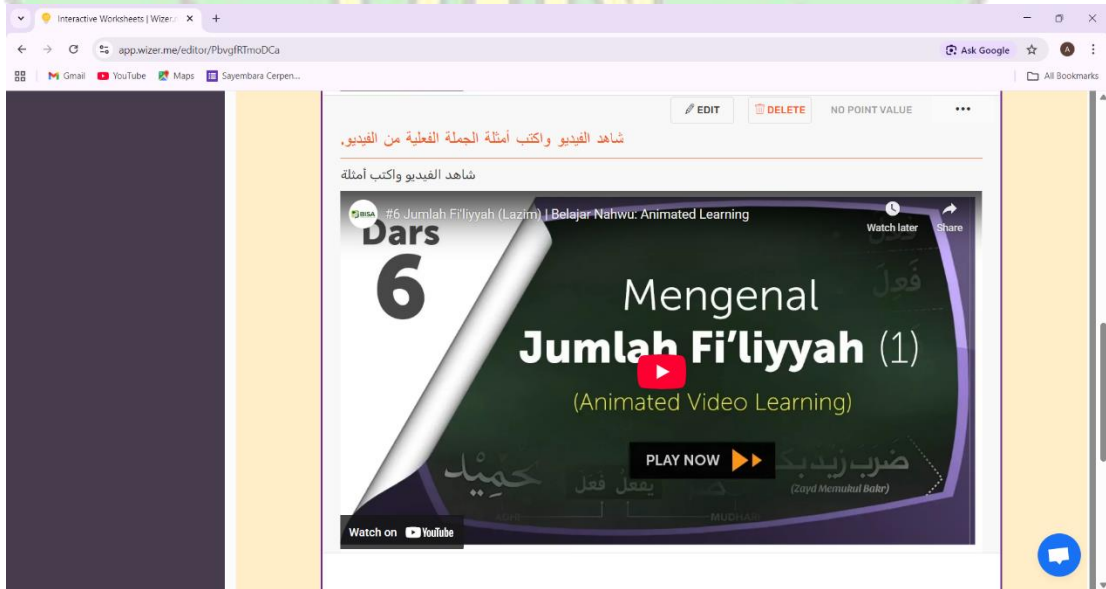 Interactive Worksheets | Wizer.
app.wizer.me/editor/PbvgfRTmoDCa
Ask Google
A
Gmail
YouTube
Maps
Sayembara Cerpen...
All Bookmarks
EDIT
DELETE
NO POINT VALUE
شاهد الفيديو واكتب أمثلة الجملة الفعلية من الفيديو.
شاهد الفيديو واكتب أمثلة
BISA
#6 Jumlah Fi'liyyah (Lazim) | Belajar Nahwu: Animated Learning
Watch later
Share
Dars
6
فَعِلَ
Mengenal
Jumlah Fi'liyyah (1)
(Animated Video Learning)
PLAY NOW
يفعل فعل
ضرب زيد بكر
(Zayd Memukul Bakr)
MUDHARI
Watch on YouTube